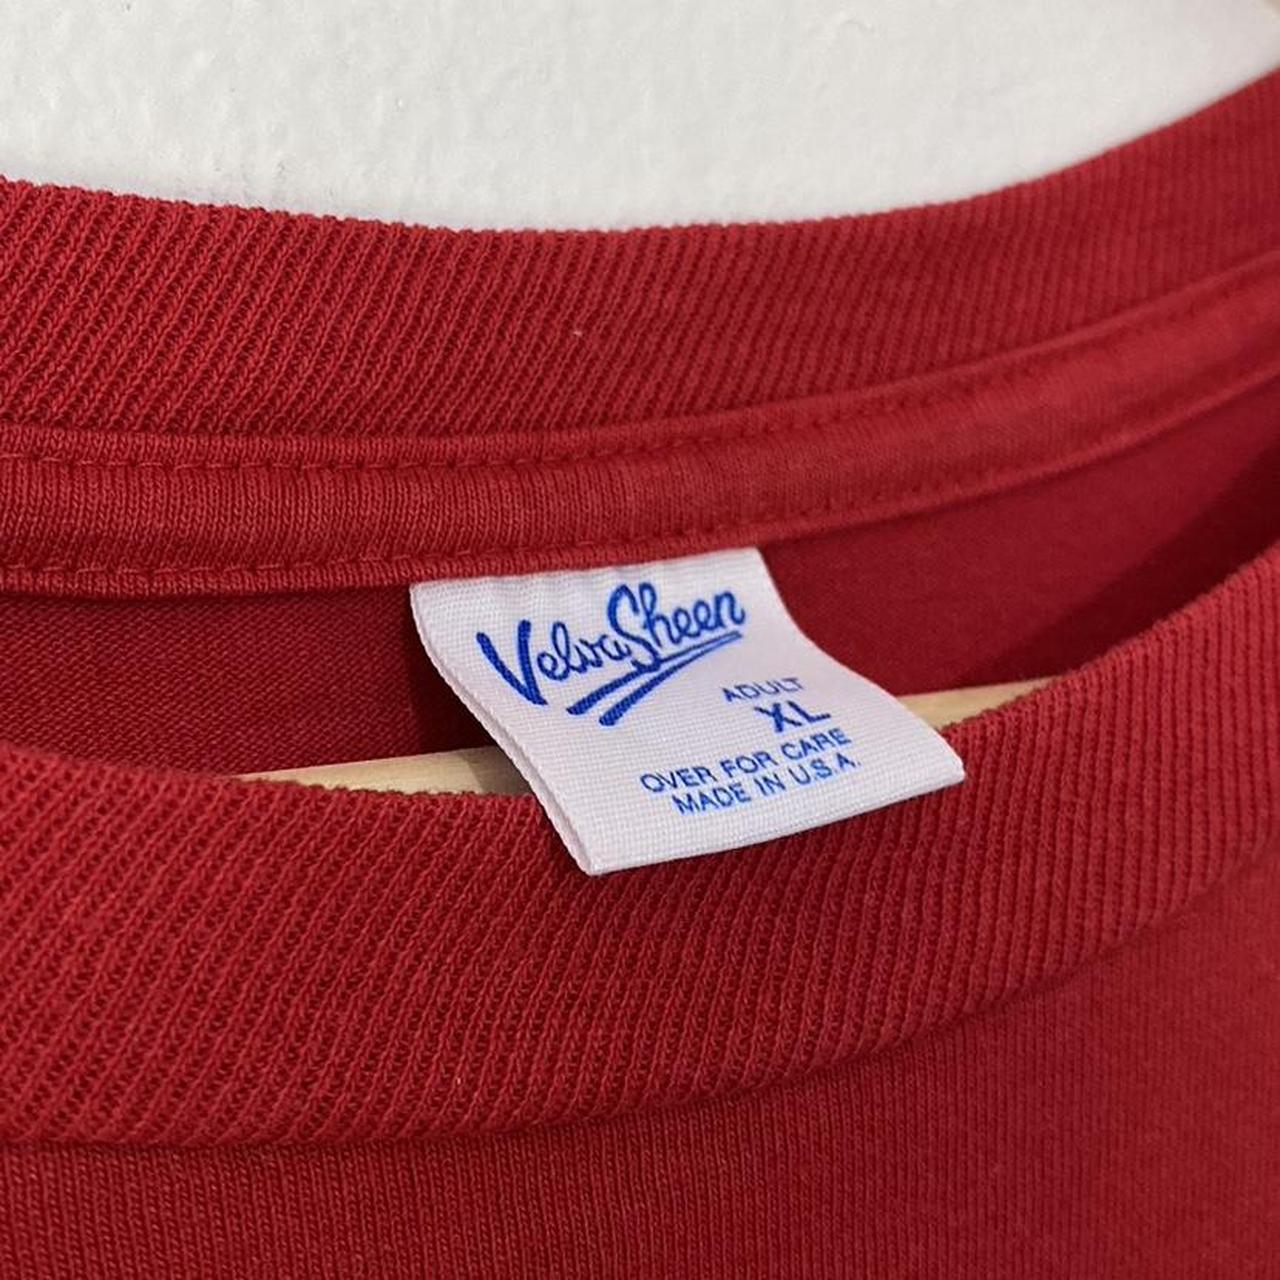 VelvaSheen
ADULT
XL
OVER FOR CARE
MADE IN U.S.A.